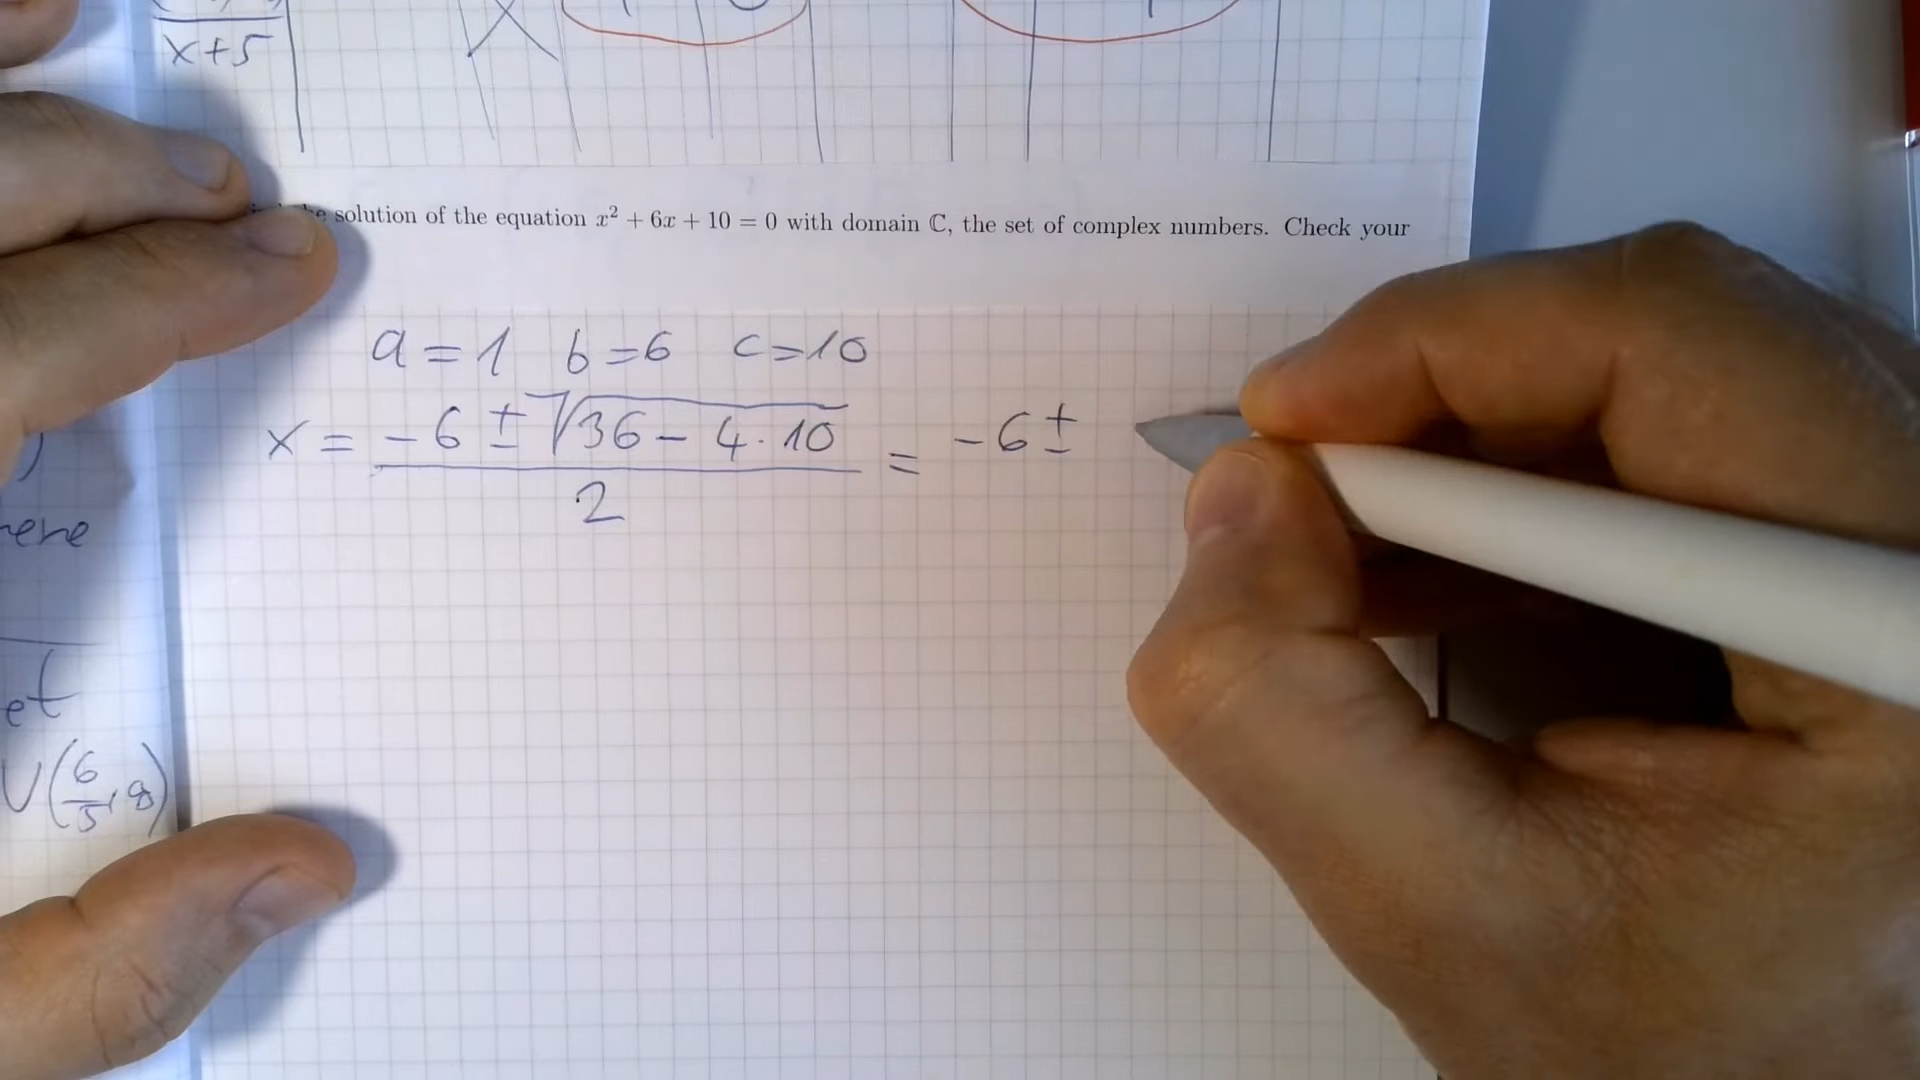 x+5
solution of the equation x² + 6x + 10 = 0 with domain ℂ, the set of complex numbers. Check your
a = 1 b = 6 c = 10
x = (-6 ± √(36 - 4·10))/2 = -6 ±
et
∪(6/5, 8)